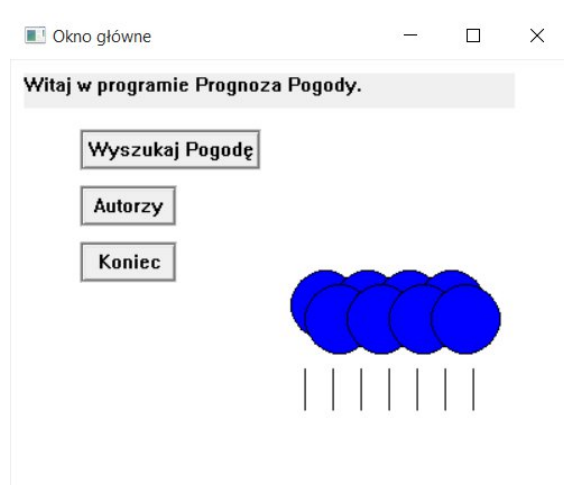 Okno główne
Witaj w programie Prognoza Pogody.
Wyszukaj Pogodę
Autorzy
Koniec